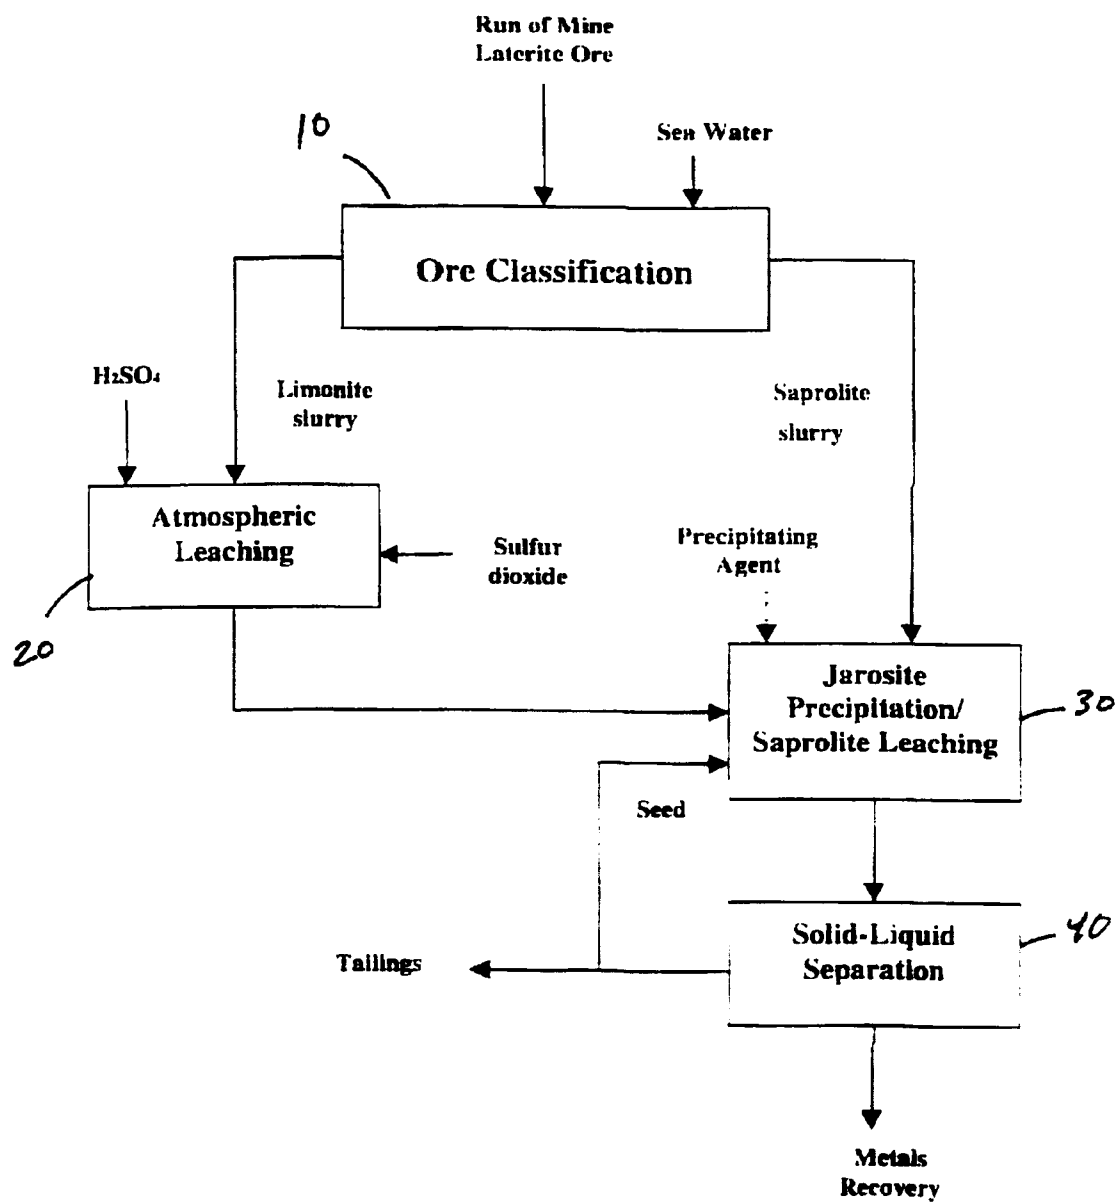 Run of Mine
Laterite Ore
10
Sea Water
Ore Classification
H₂SO₄
Limonite
slurry
Saprolite
slurry
Atmospheric
Leaching
Sulfur
dioxide
Precipitating
Agent
20
Jarosite
Precipitation/
Saprolite Leaching
30
Seed
Solid-Liquid
Separation
40
Tailings
Metals
Recovery